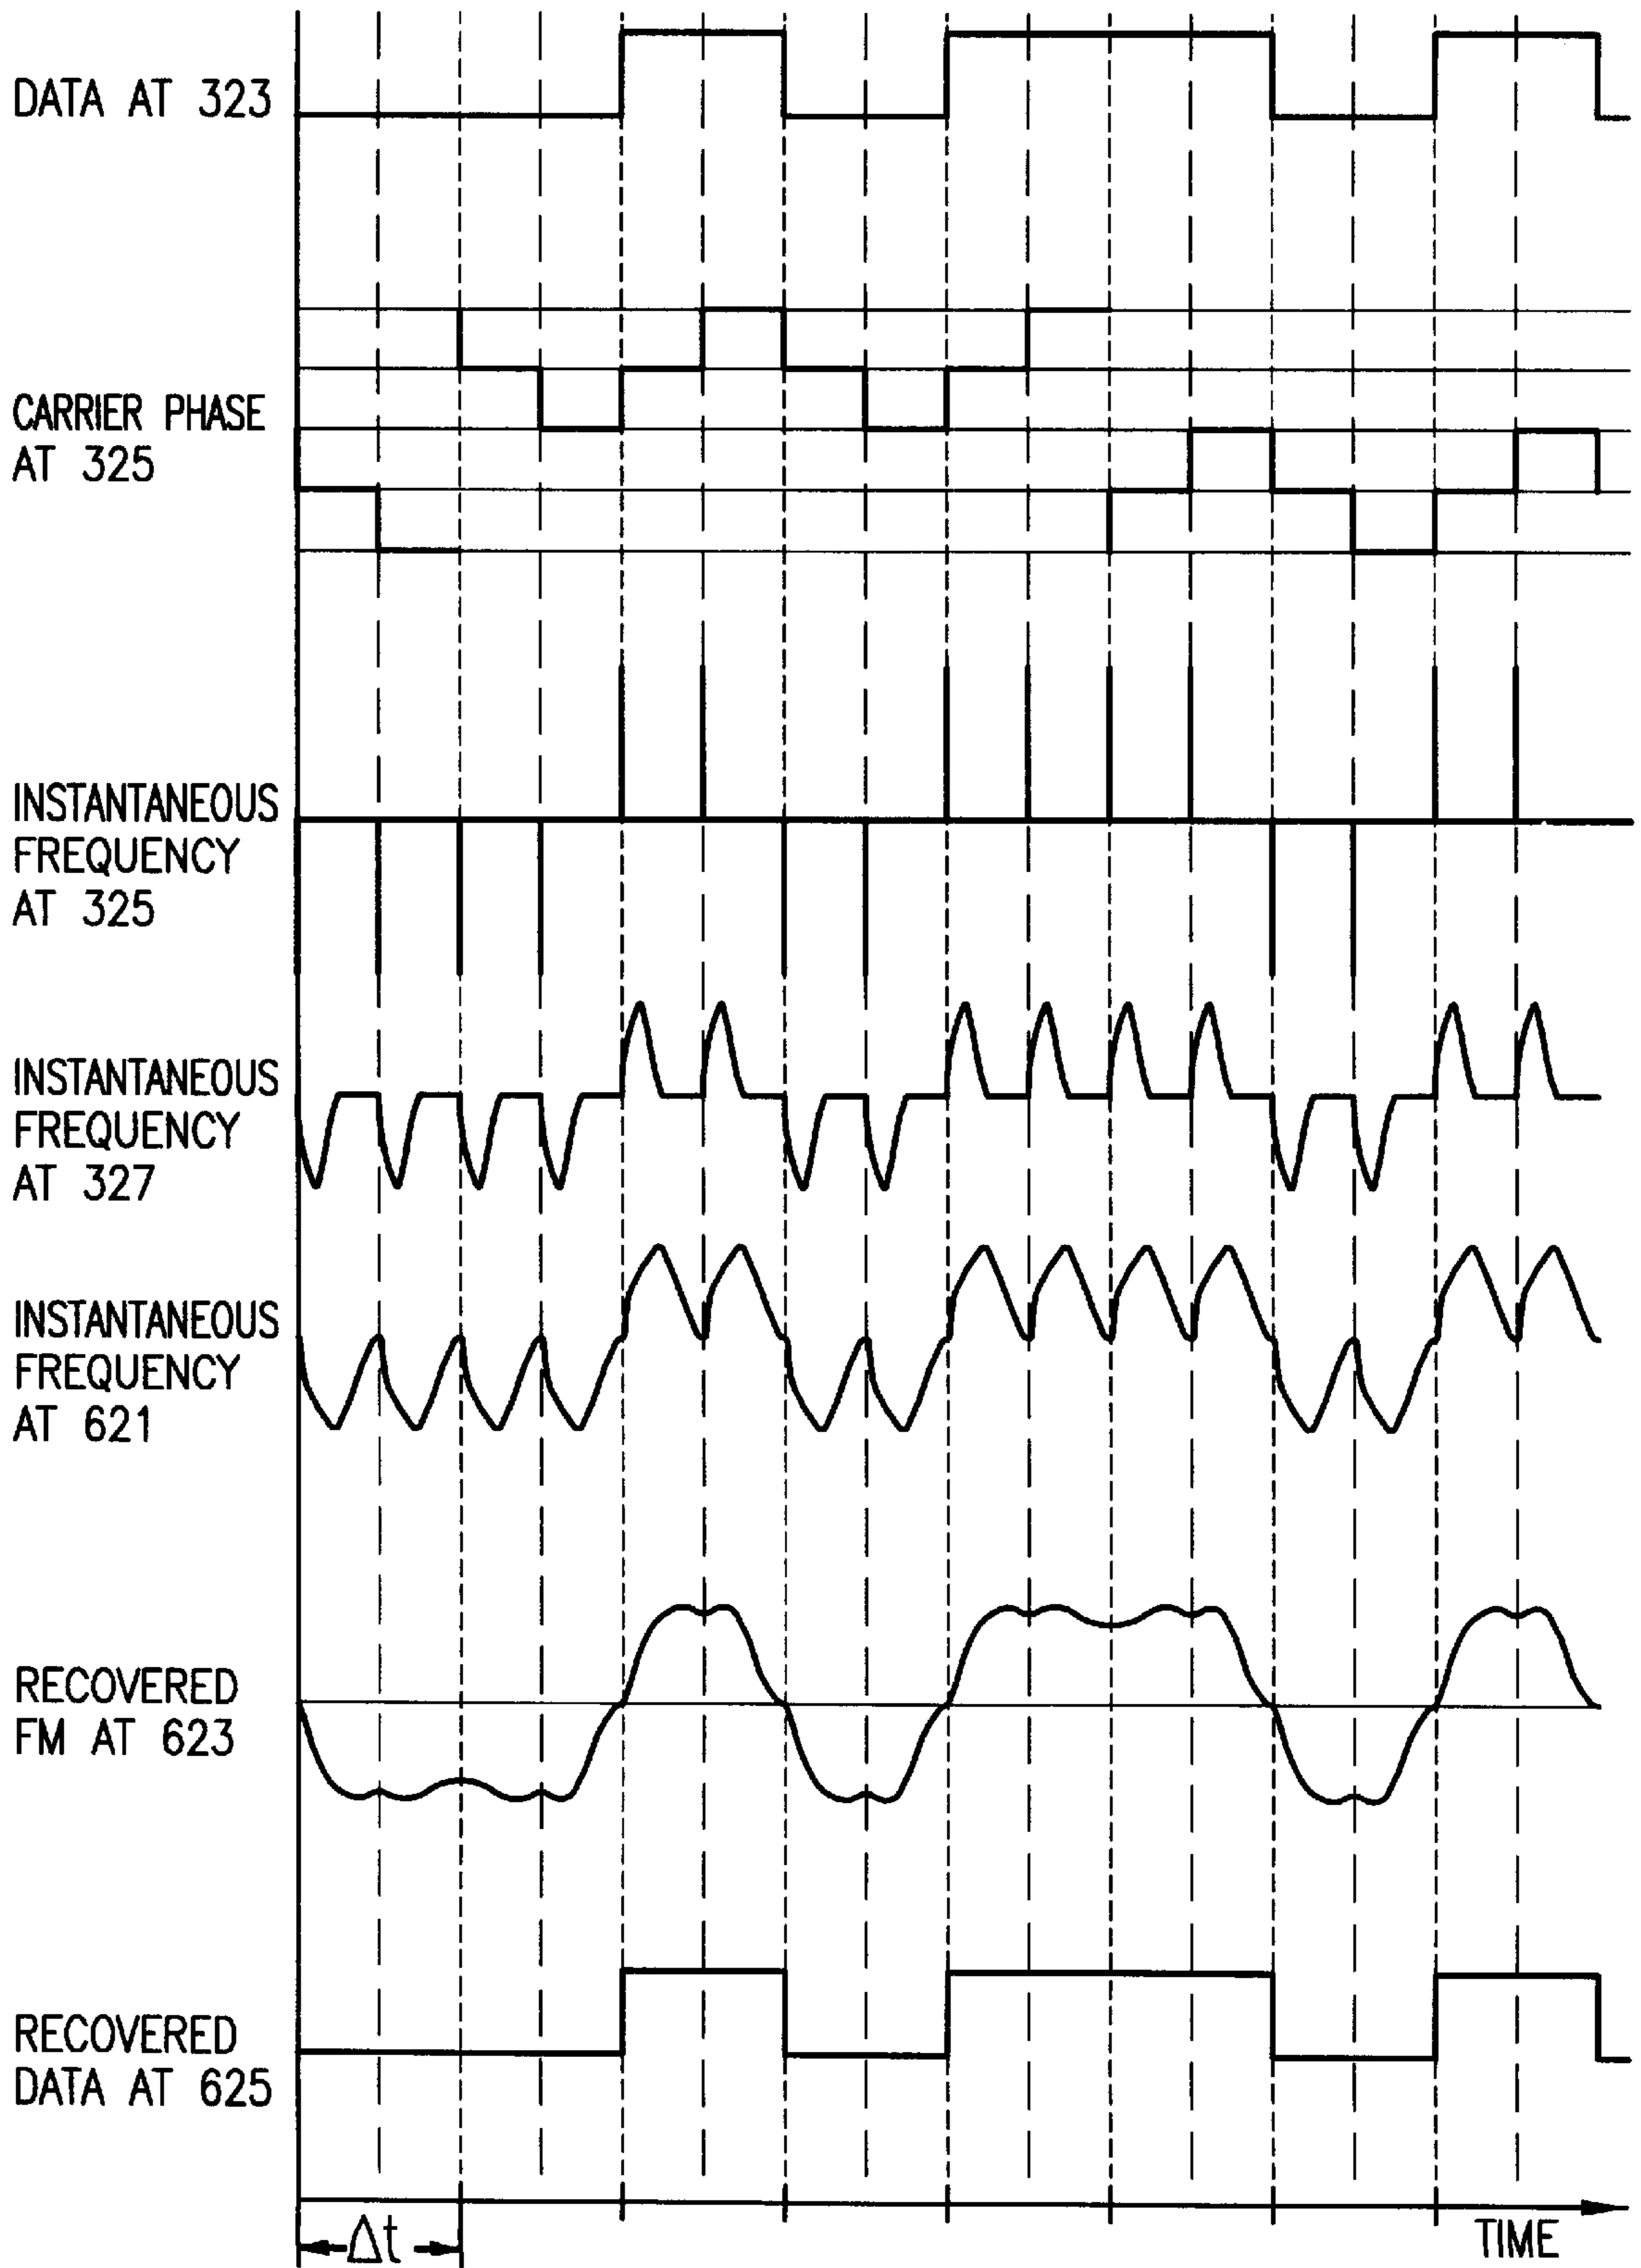 DATA AT 323
CARRIER PHASE
AT 325
INSTANTANEOUS
FREQUENCY
AT 325
INSTANTANEOUS
FREQUENCY
AT 327
INSTANTANEOUS
FREQUENCY
AT 621
RECOVERED
FM AT 623
RECOVERED
DATA AT 625
Δt
TIME